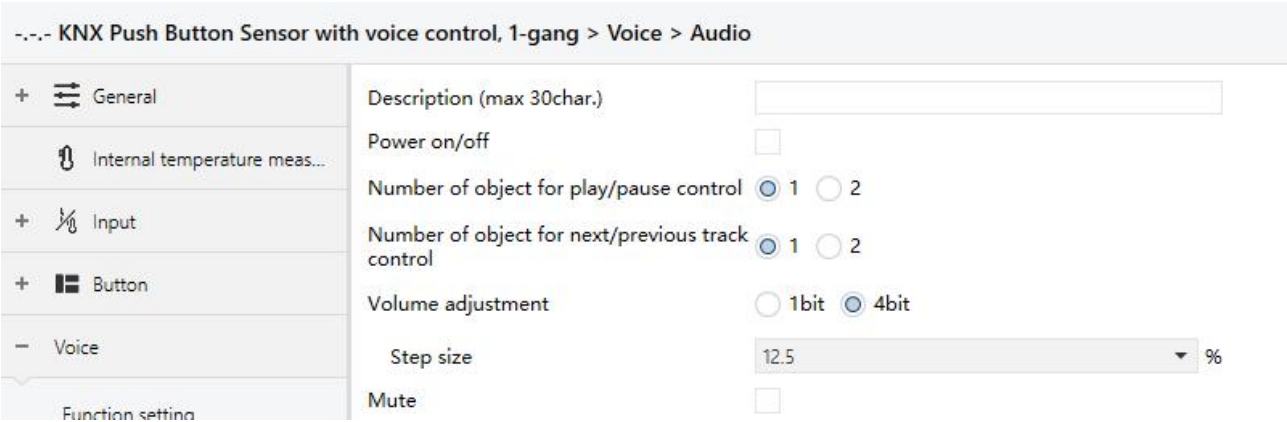 -.-.- KNX Push Button Sensor with voice control, 1-gang > Voice > Audio
+ General
Internal temperature meas...
+ Input
+ Button
− Voice
Function setting
Description (max 30char.)
Power on/off
Number of object for play/pause control 1 2
Number of object for next/previous track
control 1 2
Volume adjustment 1bit 4bit
Step size 12.5 %
Mute